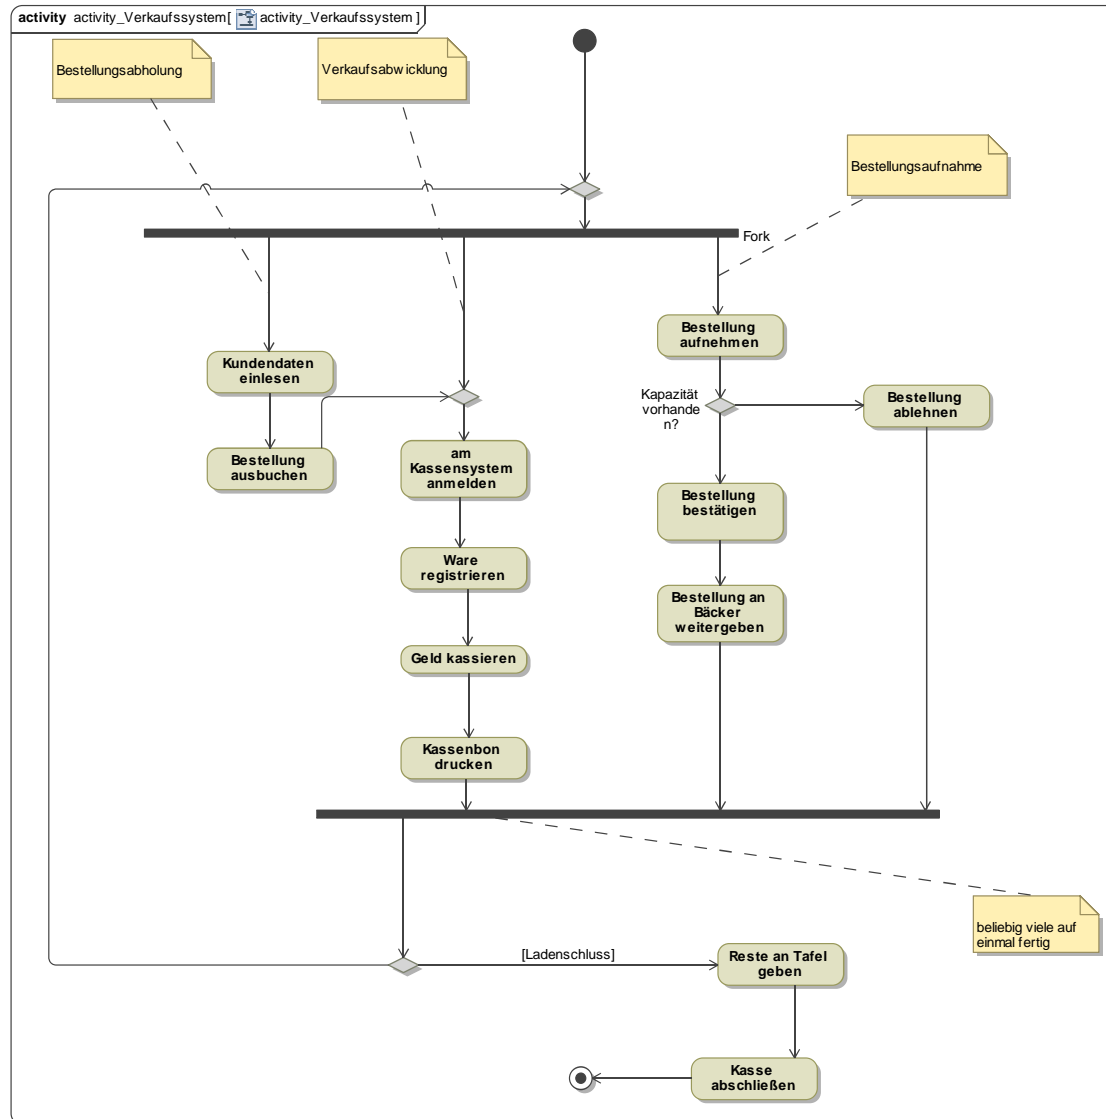 activity activity_Verkaufssystem[ activity_Verkaufssystem ]
Bestellungsabholung
Verkaufsabwicklung
Bestellungsaufnahme
Fork
Bestellung
aufnehmen
Kundendaten
einlesen
Kapazität
vorhande
n?
Bestellung
ablehnen
Bestellung
ausbuchen
am
Kassensystem
anmelden
Bestellung
bestätigen
Ware
registrieren
Bestellung an
Bäcker
weitergeben
Geld kassieren
Kassenbon
drucken
beliebig viele auf
einmal fertig
[Ladenschluss]
Reste an Tafel
geben
Kasse
abschließen